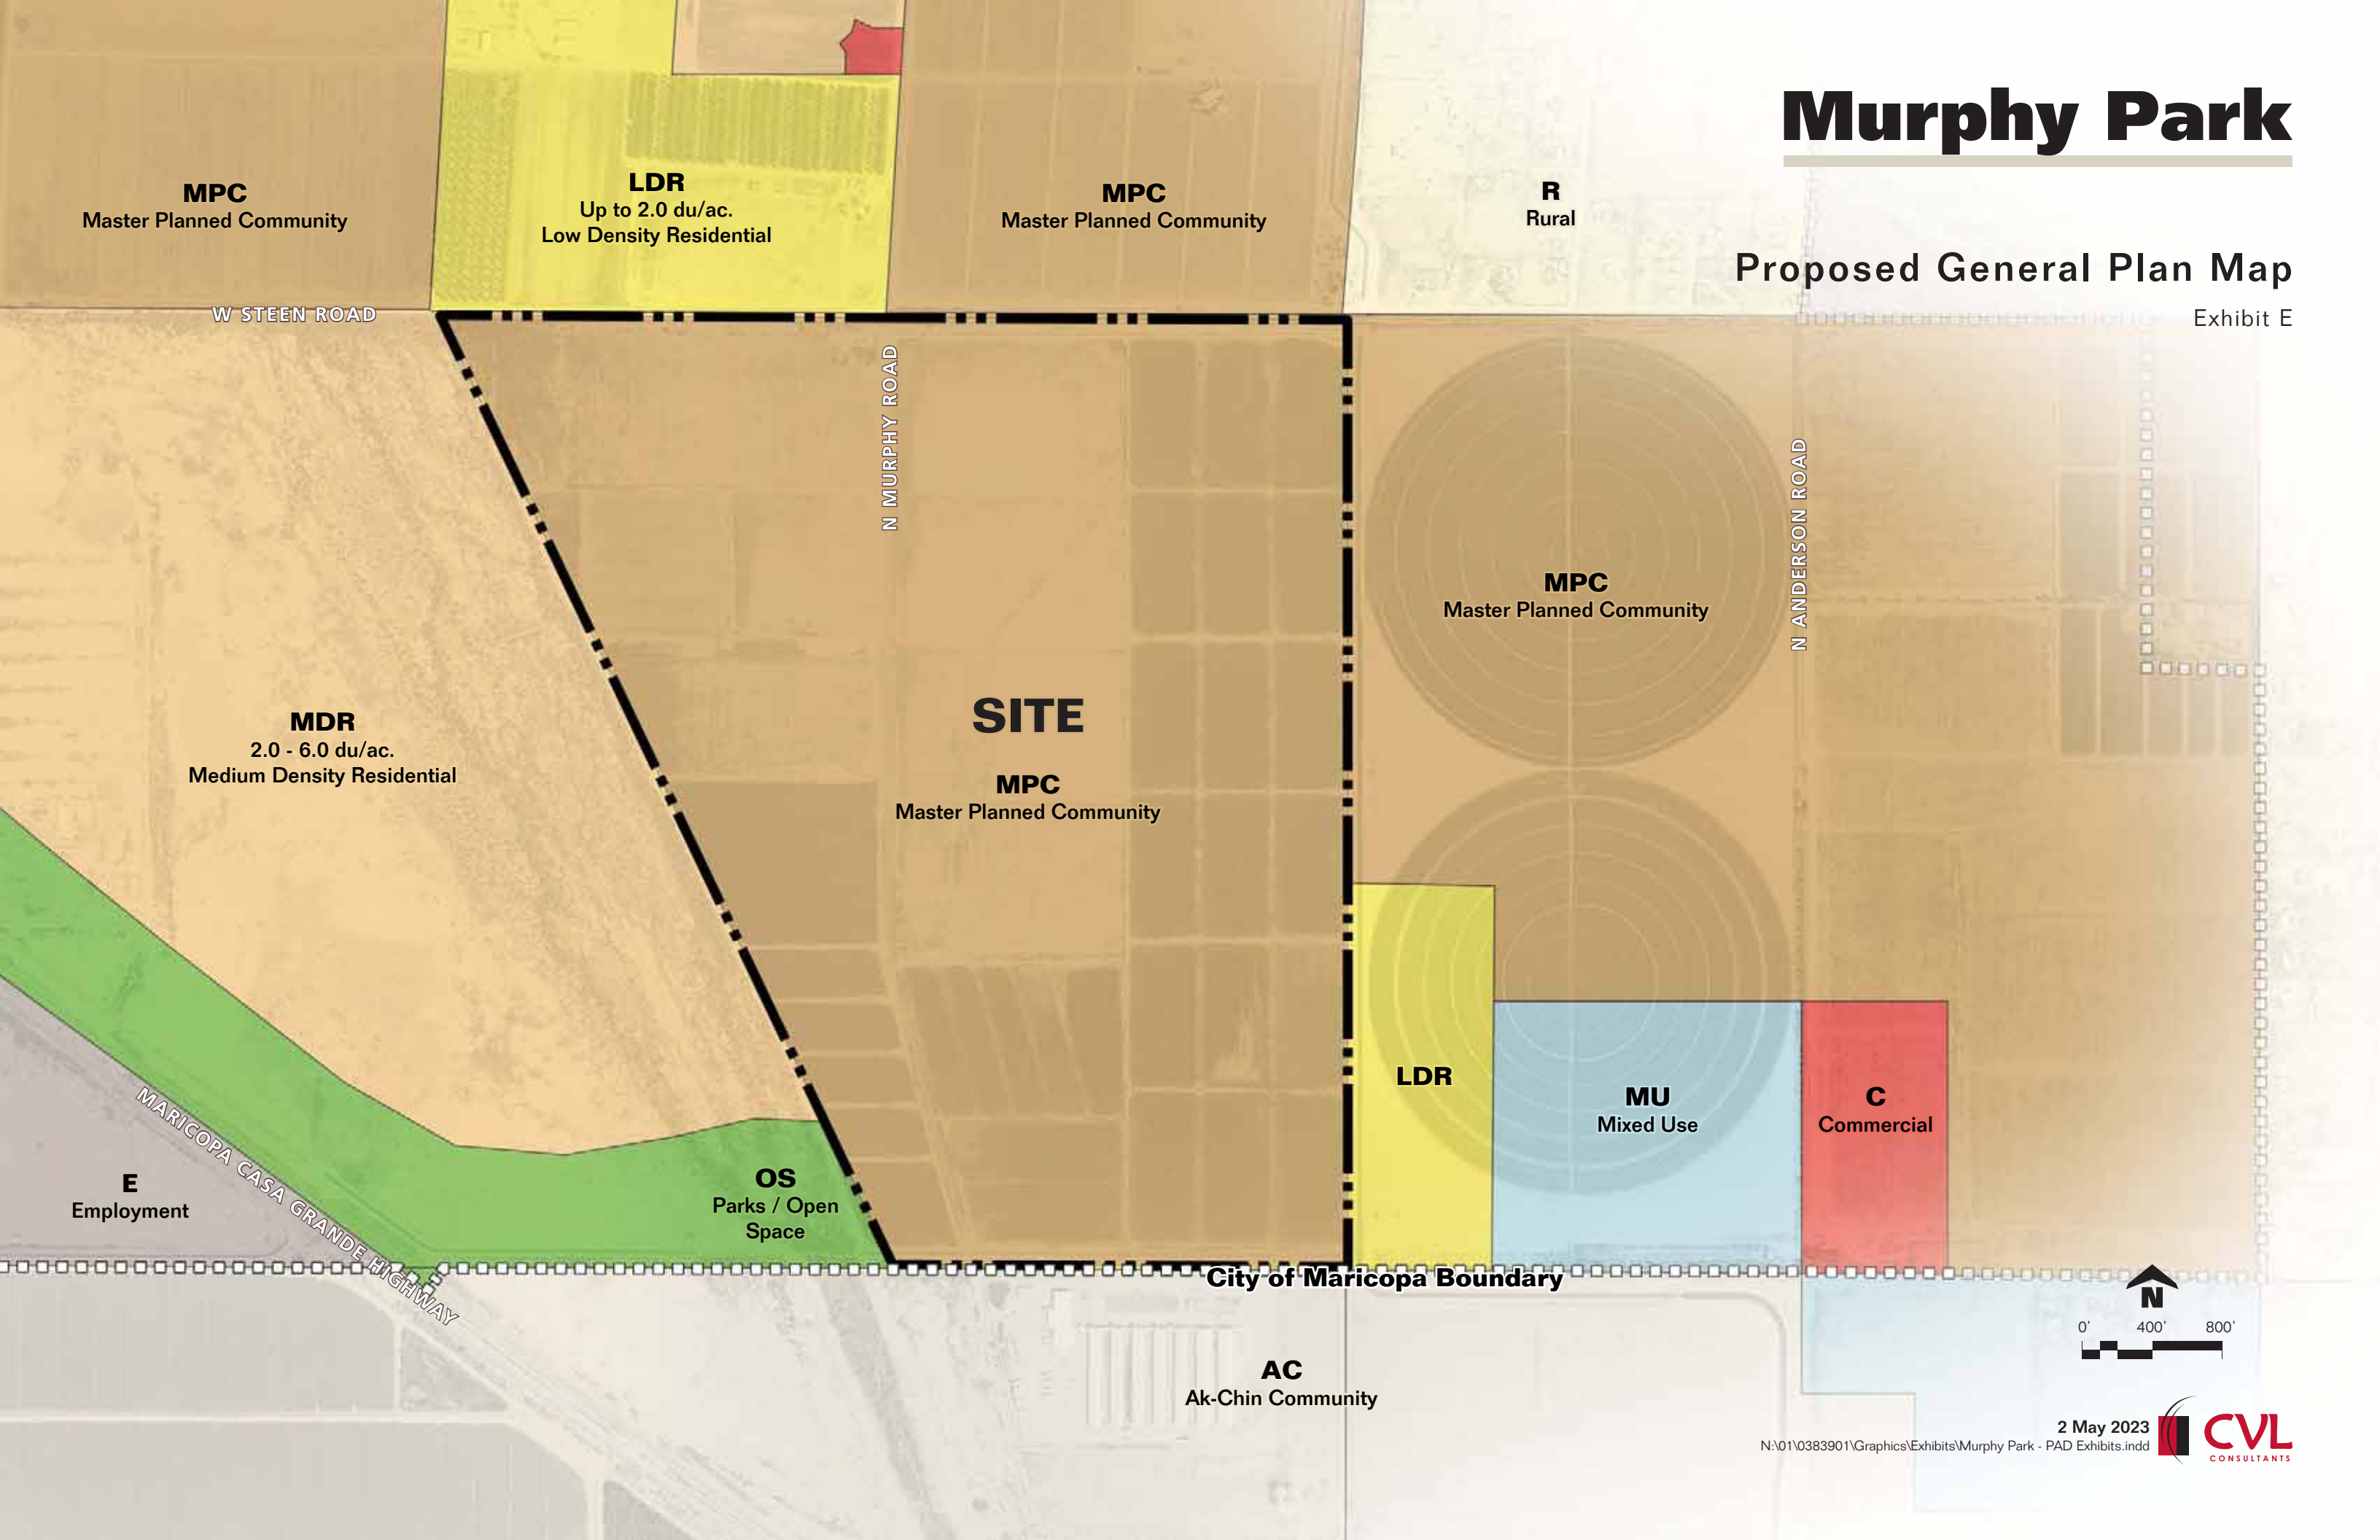 Murphy Park
Proposed General Plan Map
Exhibit E
MPC
Master Planned Community
LDR
Up to 2.0 du/ac.
Low Density Residential
MPC
Master Planned Community
R
Rural
W STEEN ROAD
N MURPHY ROAD
N ANDERSON ROAD
MPC
Master Planned Community
MDR
2.0 - 6.0 du/ac.
Medium Density Residential
SITE
MPC
Master Planned Community
LDR
MU
Mixed Use
C
Commercial
E
Employment
MARICOPA CASA GRANDE HIGHWAY
OS
Parks / Open
Space
City of Maricopa Boundary
AC
Ak-Chin Community
N
0' 400' 800'
2 May 2023
N:\01\0383901\Graphics\Exhibits\Murphy Park - PAD Exhibits.indd
CVL
CONSULTANTS